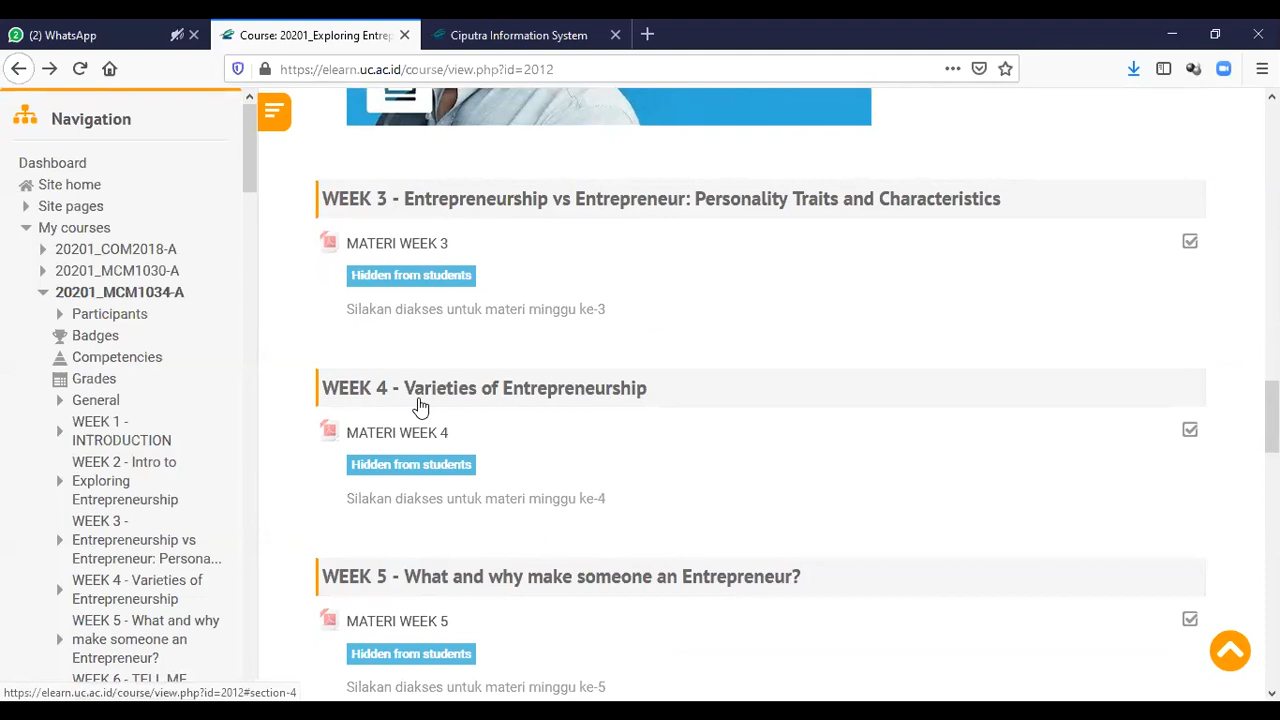 (2) WhatsApp
Course: 20201_Exploring Entrep
Ciputra Information System
https://elearn.uc.ac.id/course/view.php?id=2012
Navigation
Dashboard
Site home
Site pages
My courses
20201_COM2018-A
20201_MCM1030-A
20201_MCM1034-A
Participants
Badges
Competencies
Grades
General
WEEK 1 -
INTRODUCTION
WEEK 2 - Intro to
Exploring
Entrepreneurship
WEEK 3 -
Entrepreneurship vs
Entrepreneur: Persona...
WEEK 4 - Varieties of
Entrepreneurship
WEEK 5 - What and why
make someone an
Entrepreneur?
WEEK 6 - TELL ME
WEEK 3 - Entrepreneurship vs Entrepreneur: Personality Traits and Characteristics
MATERI WEEK 3
Hidden from students
Silakan diakses untuk materi minggu ke-3
WEEK 4 - Varieties of Entrepreneurship
MATERI WEEK 4
Hidden from students
Silakan diakses untuk materi minggu ke-4
WEEK 5 - What and why make someone an Entrepreneur?
MATERI WEEK 5
Hidden from students
Silakan diakses untuk materi minggu ke-5
https://elearn.uc.ac.id/course/view.php?id=2012#section-4